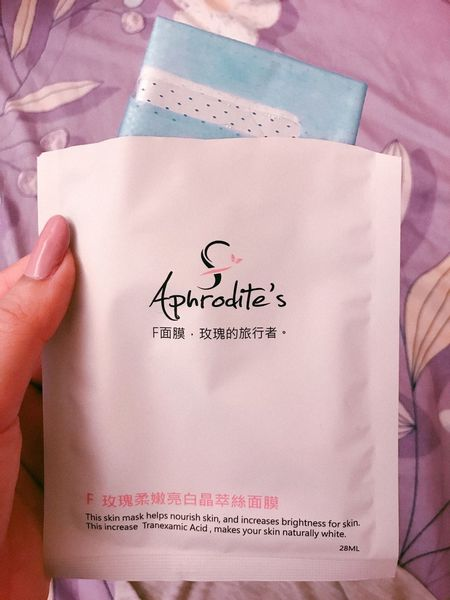 Aphrodite's
F面膜，玫瑰的旅行者。
F 玫瑰柔嫩亮白晶萃絲面膜
This skin mask helps nourish skin, and increases brightness for skin.
This increase Tranexamic Acid , makes your skin naturally white.
28ML